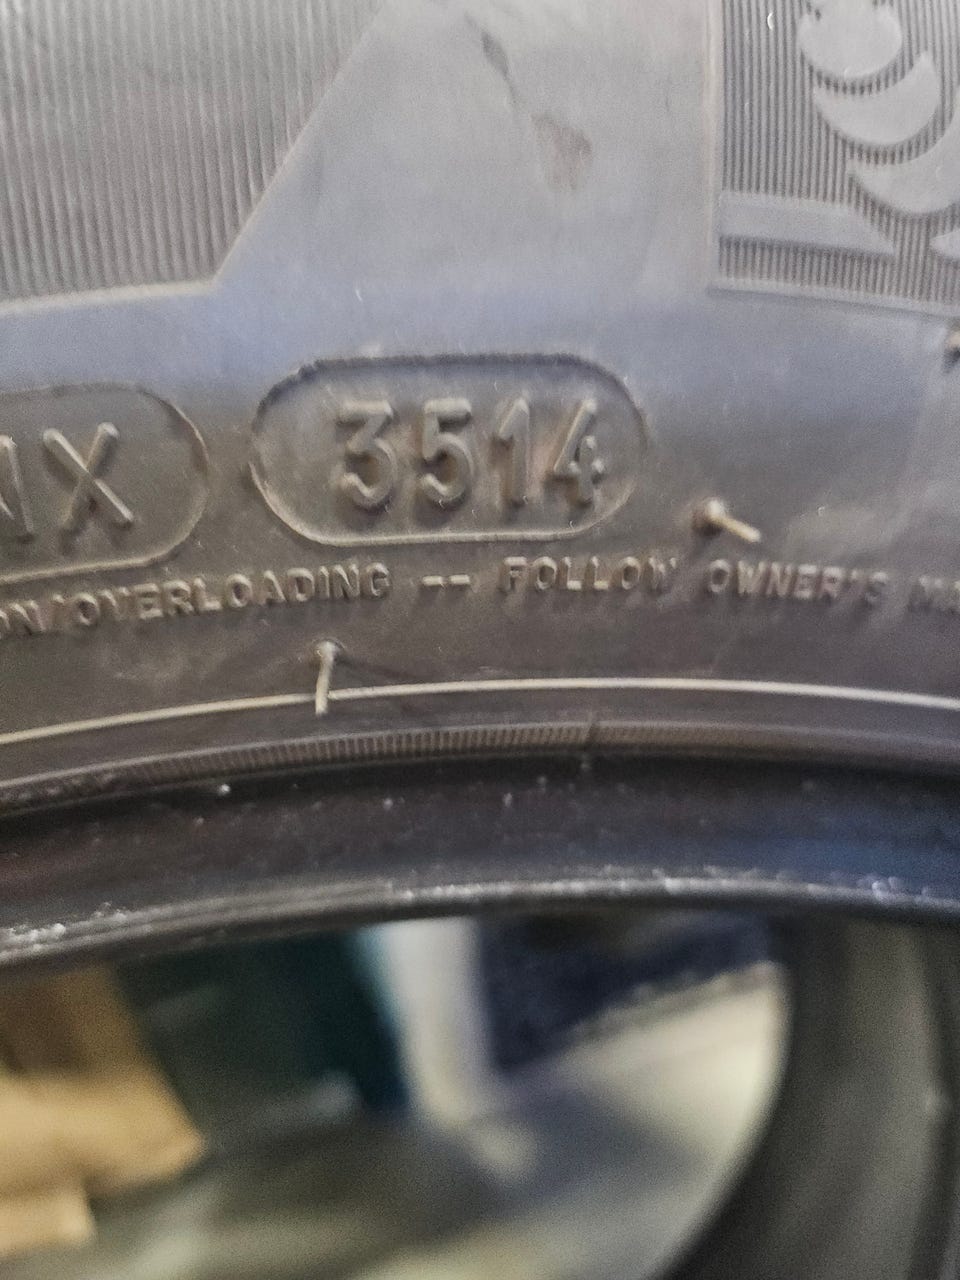 X 3514
OVERLOADING -- FOLLOW OWNER'S